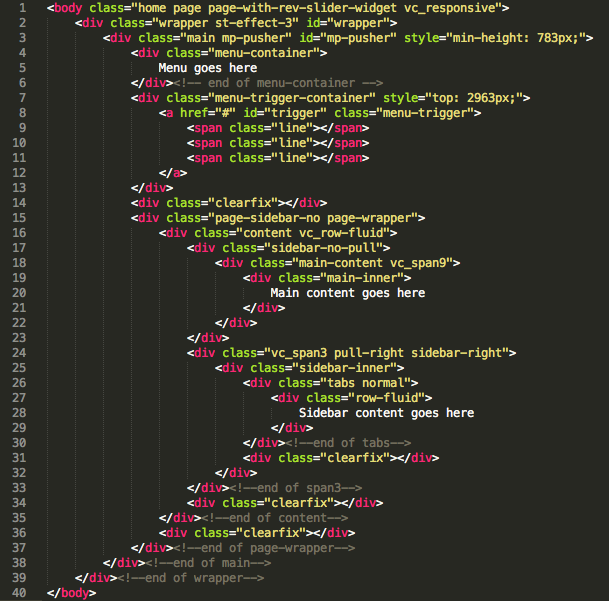 1 <body class="home page page-with-rev-slider-widget vc_responsive">
2 <div class="wrapper st-effect-3" id="wrapper">
3 <div class="main mp-pusher" id="mp-pusher" style="min-height: 783px;">
4 <div class="menu-container">
5 Menu goes here
6 </div><!-- end of menu-container -->
7 <div class="menu-trigger-container" style="top: 2963px;">
8 <a href="#" id="trigger" class="menu-trigger">
9 <span class="line"></span>
10 <span class="line"></span>
11 <span class="line"></span>
12 </a>
13 </div>
14 <div class="clearfix"></div>
15 <div class="page-sidebar-no page-wrapper">
16 <div class="content vc_row-fluid">
17 <div class="sidebar-no-pull">
18 <div class="main-content vc_span9">
19 <div class="main-inner">
20 Main content goes here
21 </div>
22 </div>
23 </div>
24 <div class="vc_span3 pull-right sidebar-right">
25 <div class="sidebar-inner">
26 <div class="tabs normal">
27 <div class="row-fluid">
28 Sidebar content goes here
29 </div>
30 </div><!--end of tabs-->
31 <div class="clearfix"></div>
32 </div>
33 </div><!--end of span3-->
34 <div class="clearfix"></div>
35 </div><!--end of content-->
36 <div class="clearfix"></div>
37 </div><!--end of page-wrapper-->
38 </div><!--end of main-->
39 </div><!--end of wrapper-->
40 </body>